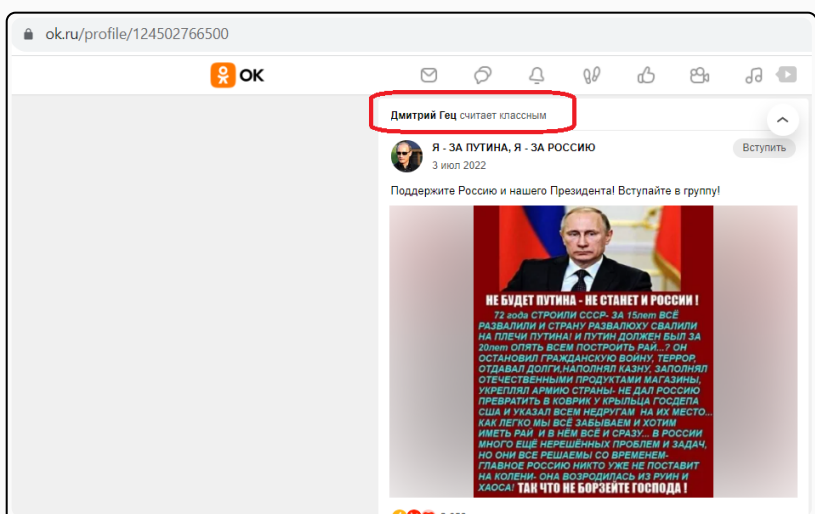 ok.ru/profile/124502766500
ОК
Дмитрий Гец считает классным
Я - ЗА ПУТИНА, Я - ЗА РОССИЮ
Вступить
3 июл 2022
Поддержите Россию и нашего Президента! Вступайте в группу!
НЕ БУДЕТ ПУТИНА - НЕ СТАНЕТ И РОССИИ !
72 года СТРОИЛИ СССР- ЗА 15лет ВСЁ
РАЗВАЛИЛИ И СТРАНУ РАЗВАЛЮХУ СВАЛИЛИ
НА ПЛЕЧИ ПУТИНА! И ПУТИН ДОЛЖЕН БЫЛ ЗА
20лет ОПЯТЬ ВСЕМ ПОСТРОИТЬ РАЙ...? ОН
ОСТАНОВИЛ ГРАЖДАНСКУЮ ВОЙНУ, ТЕРРОР,
ОТДАВАЛ ДОЛГИ,НАПОЛНЯЛ КАЗНУ, ЗАПОЛНЯЛ
ОТЕЧЕСТВЕННЫМИ ПРОДУКТАМИ МАГАЗИНЫ,
УКРЕПЛЯЛ АРМИЮ СТРАНЫ- НЕ ДАЛ РОССИЮ
ПРЕВРАТИТЬ В КОВРИК У КРЫЛЬЦА ГОСДЕПА
США И УКАЗАЛ ВСЕМ НЕДРУГАМ НА ИХ МЕСТО...
КАК ЛЕГКО МЫ ВСЁ ЗАБЫВАЕМ И ХОТИМ
ИМЕТЬ РАЙ И В НЁМ ВСЁ И СРАЗУ... В РОССИИ
МНОГО ЕЩЁ НЕРЕШЁННЫХ ПРОБЛЕМ И ЗАДАЧ,
НО ОНИ ВСЕ РЕШАЕМЫ СО ВРЕМЕНЕМ-
ГЛАВНОЕ РОССИЮ НИКТО УЖЕ НЕ ПОСТАВИТ
НА КОЛЕНИ- ОНА ВОЗРОДИЛАСЬ ИЗ РУИН И
ХАОСА! ТАК ЧТО НЕ БОРЗЕЙТЕ ГОСПОДА !